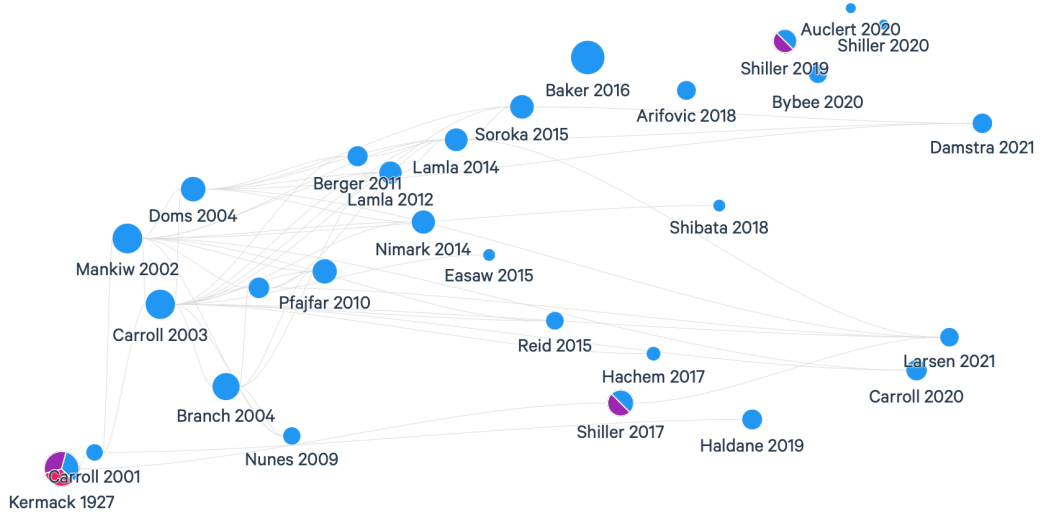 Auclert 2020
Shiller 2020
Shiller 2019
Baker 2016
Bybee 2020
Arifovic 2018
Soroka 2015
Damstra 2021
Lamla 2014
Berger 2011
Lamla 2012
Doms 2004
Shibata 2018
Nimark 2014
Mankiw 2002
Easaw 2015
Pfajfar 2010
Carroll 2003
Reid 2015
Larsen 2021
Hachem 2017
Carroll 2020
Branch 2004
Shiller 2017
Haldane 2019
Nunes 2009
Carroll 2001
Kermack 1927